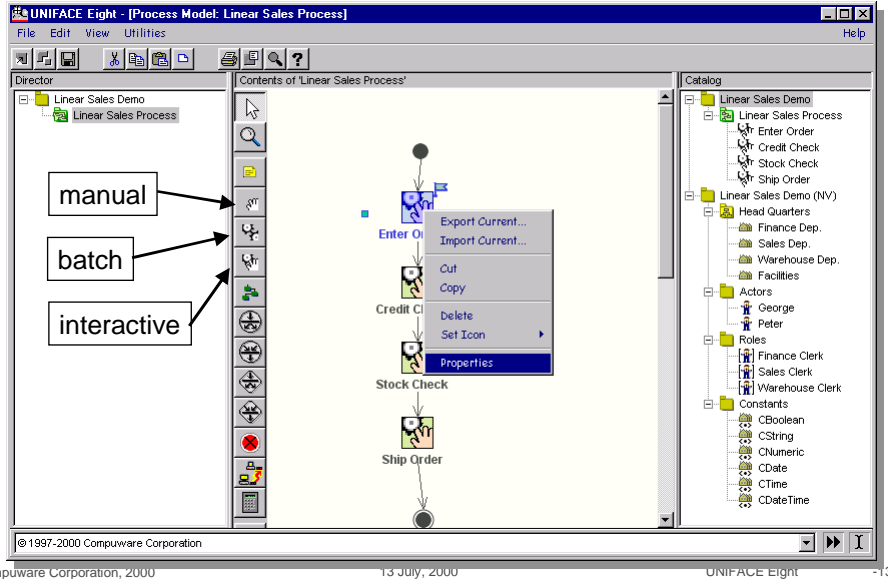 UNIFACE Eight - [Process Model: Linear Sales Process]
File Edit View Utilities Help
Director
Linear Sales Demo
Linear Sales Process
manual
batch
interactive
Contents of 'Linear Sales Process'
Enter
Credit
Stock Check
Ship Order
Export Current...
Import Current...
Cut
Copy
Delete
Set Icon
Properties
Catalog
Linear Sales Demo
Linear Sales Process
Enter Order
Credit Check
Stock Check
Ship Order
Linear Sales Demo (NV)
Head Quarters
Finance Dep.
Sales Dep.
Warehouse Dep.
Facilities
Actors
George
Peter
Roles
Finance Clerk
Sales Clerk
Warehouse Clerk
Constants
CBoolean
CString
CNumeric
CDate
CTime
CDateTime
© 1997-2000 Compuware Corporation
puware Corporation, 2000 13 July, 2000 UNIFACE Eight